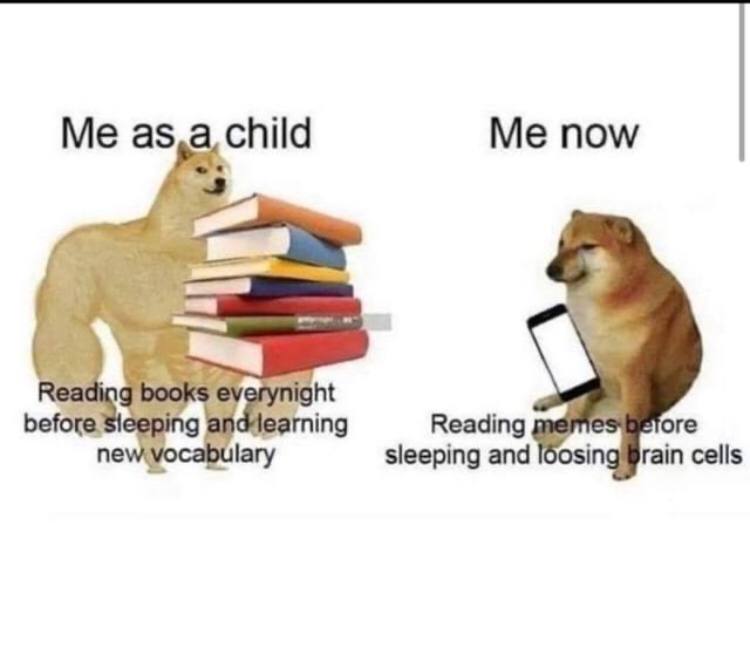 Me as a child
Me now
Reading books everynight
before sleeping and learning
new vocabulary
Reading memes before
sleeping and loosing brain cells